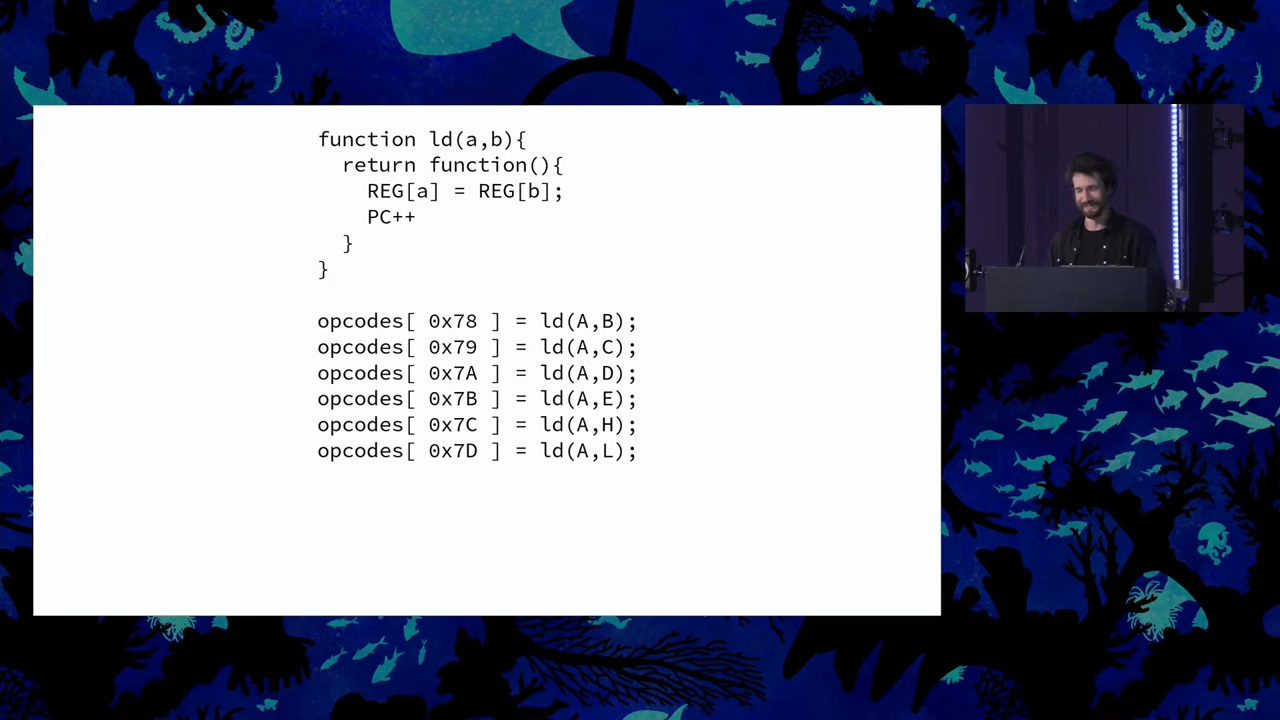 function ld(a,b){
  return function(){
    REG[a] = REG[b];
    PC++
  }
}

opcodes[ 0x78 ] = ld(A,B);
opcodes[ 0x79 ] = ld(A,C);
opcodes[ 0x7A ] = ld(A,D);
opcodes[ 0x7B ] = ld(A,E);
opcodes[ 0x7C ] = ld(A,H);
opcodes[ 0x7D ] = ld(A,L);